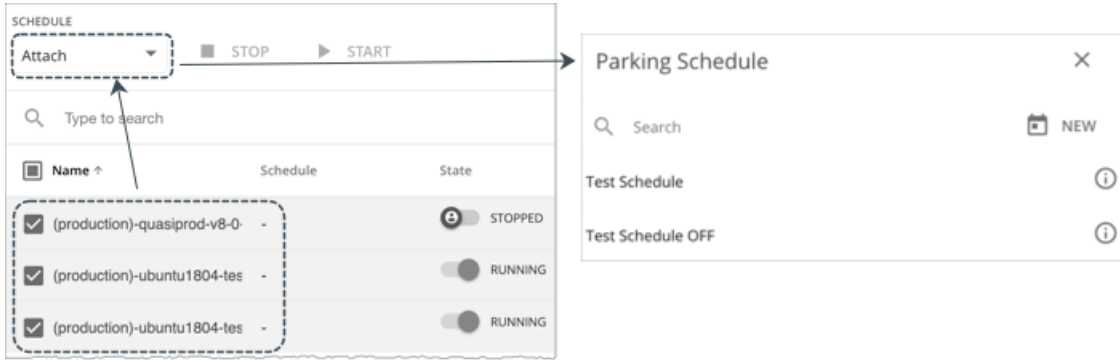 SCHEDULE
Attach
STOP
START
Type to search
Name ↑
Schedule
State
(production)-quasiprod-v8-0- -
STOPPED
(production)-ubuntu1804-tes -
RUNNING
(production)-ubuntu1804-tes -
RUNNING
Parking Schedule
Search
NEW
Test Schedule
Test Schedule OFF